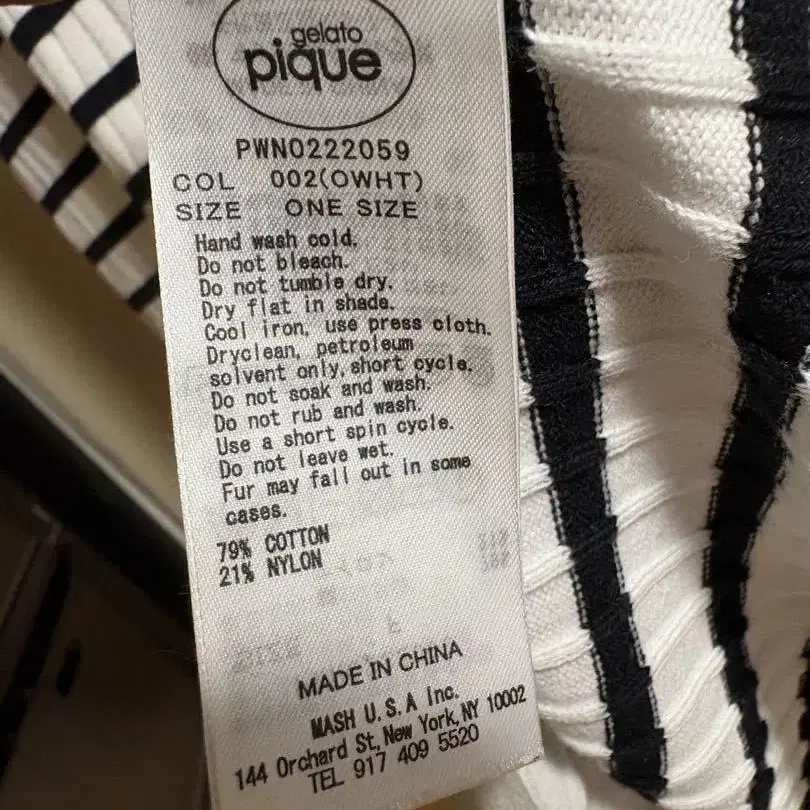 gelato
pique
PWNO222059
COL 002(OWHT)
SIZE ONE SIZE
Hand wash cold.
Do not bleach.
Do not tumble dry.
Dry flat in shade.
Cool iron, use press cloth.
Dryclean, petroleum
solvent only, short cycle.
Do not soak and wash.
Do not rub and wash.
Use a short spin cycle.
Do not leave wet.
Fur may fall out in some
cases.
79% COTTON
21% NYLON
MADE IN CHINA
MASH U.S.A Inc.
144 Orchard St, New York, NY 10002
TEL 917 409 5520